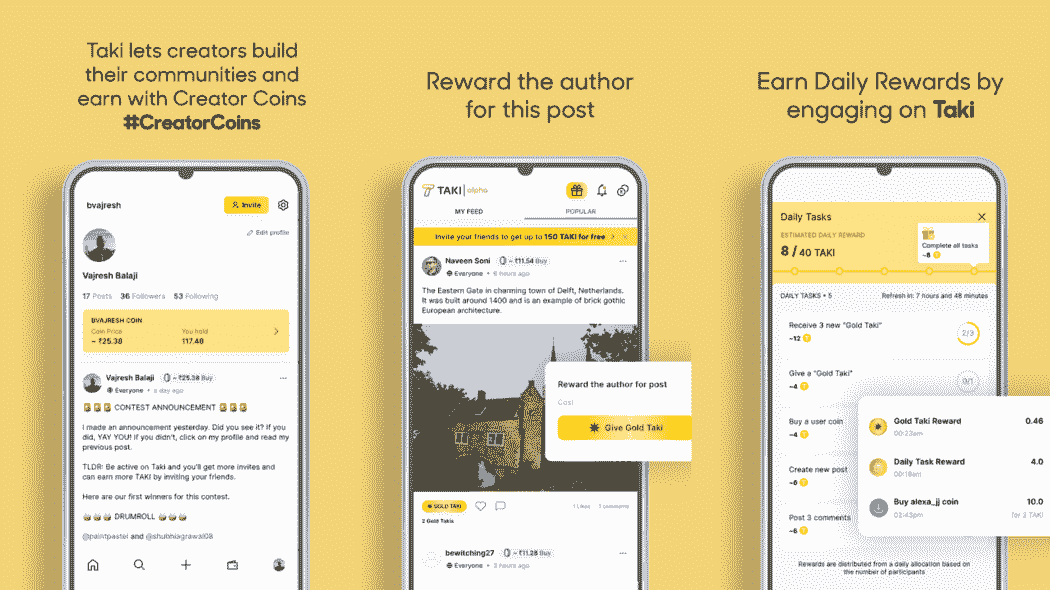 Taki lets creators build
their communities and
earn with Creator Coins
#CreatorCoins
bvajresh
Invite
Edit profile
Vajresh Balaji
17 Posts 36 Followers 53 Following
BVAJRESH COIN
Coin Price You hold
~ ₹25.38 117.48
Vajresh Balaji ~ ₹25.38 Buy
Everyone • a day ago
CONTEST ANNOUNCEMENT
I made an announcement yesterday. Did you see it? If you
did, YAY YOU! If you didn't, click on my profile and read my
previous post.
TLDR: Be active on Taki and you'll get more invites and
can earn more TAKI by inviting your friends.
Here are our first winners for this contest.
DRUMROLL
@paintpastel and @shubhiagrawal08
Reward the author
for this post
TAKI alpha
MY FEED POPULAR
Invite your friends to get up to 150 TAKI for free
Naveen Soni ~ ₹11.54 Buy
Everyone • 6 hours ago
The Eastern Gate in charming town of Delft, Netherlands.
It was built around 1400 and is an example of brick gothic
European architecture.
Reward the author for post
Cost
Give Gold Taki
GOLD TAKI
1 Likes 1 comments
2 Gold Takis
bewitching27 ~ ₹11.28 Buy
Everyone • 3 hours ago
Earn Daily Rewards by
engaging on Taki
Daily Tasks
ESTIMATED DAILY REWARD
8 / 40 TAKI
Complete all tasks
~8
DAILY TASKS • 5 Refresh in: 7 hours and 48 minutes
Receive 3 new "Gold Taki"
~12
2/3
Give a "Gold Taki"
~4
0/1
Buy a user coin
~4
Create new post
~6
Post 3 comments
~6
Gold Taki Reward 0.46
00:23am
Daily Task Reward 4.0
00:19am
Buy alexa_jj coin 10.0
02:43pm for 2 TAKI
Rewards are distributed from a daily allocation based on
the number of participants